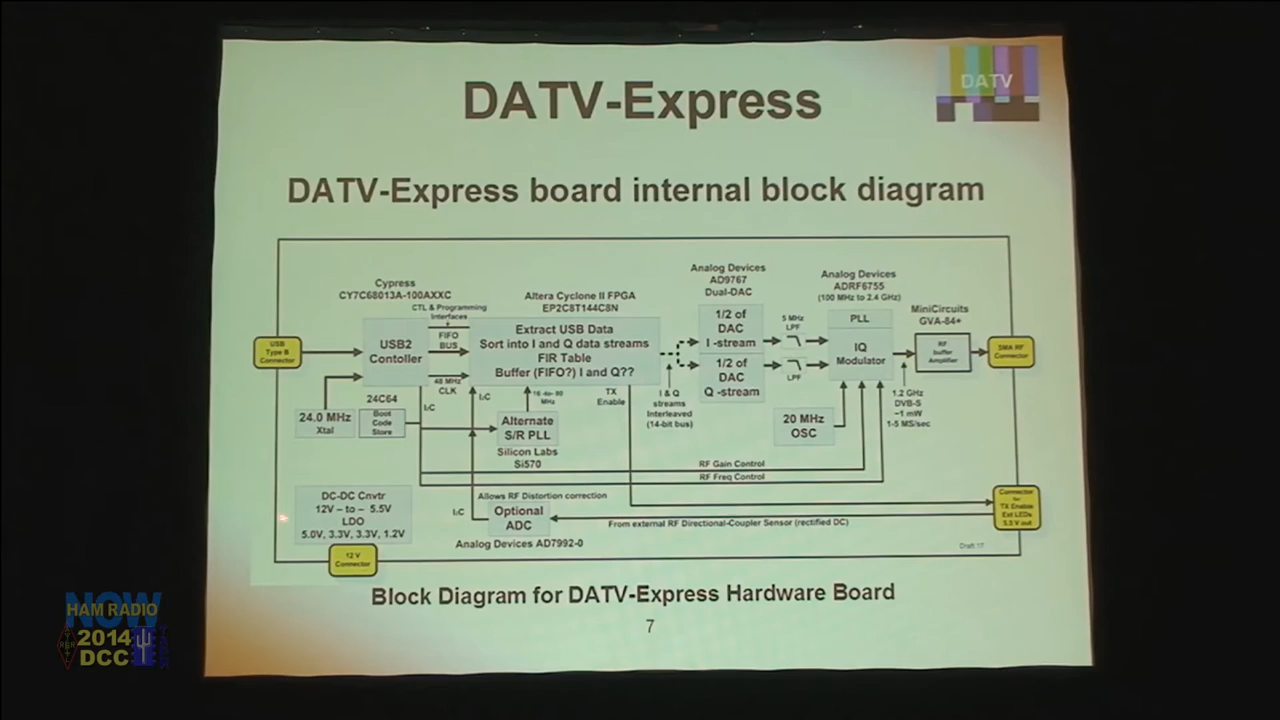 DATV-Express
DATV
DATV-Express board internal block diagram
Cypress
CY7C68013A-100AXXC
CTL & Programming
Interfaces
Altera Cyclone II FPGA
EP2C8T144C8N
Analog Devices
AD9767
Dual-DAC
Analog Devices
ADRF6755
(100 MHz to 2.4 GHz)
MiniCircuits
GVA-84+
USB
Type B
Connector
USB2
Contoller
FIFO
BUS
48 MHz
CLK
Extract USB Data
Sort into I and Q data streams
FIR Table
Buffer (FIFO?) I and Q??
1/2 of
DAC
I -stream
1/2 of
DAC
Q -stream
5 MHz
LPF
LPF
PLL
IQ
Modulator
RF
buffer
Amplifier
SMA RF
Connector
24.0 MHz
Xtal
24C64
Boot
Code
Store
I2C
I2C
16 -to- 80
MHz
TX
Enable
I & Q
streams
Interleaved
(14-bit bus)
20 MHz
OSC
1.2 GHz
DVB-S
~1 mW
1-5 MS/sec
Alternate
S/R PLL
Silicon Labs
Si570
RF Gain Control
RF Freq Control
DC-DC Cnvtr
12V – to – 5.5V
LDO
5.0V, 3.3V, 3.3V, 1.2V
12 V
Connector
Allows RF Distortion correction
I2C
Optional
ADC
Analog Devices AD7992-0
From external RF Directional-Coupler Sensor (rectified DC)
Connector
for
TX Enable
Ext LEDs
3.3 V out
Draft 17
Block Diagram for DATV-Express Hardware Board
7
NOW
HAM RADIO
2014
DCC